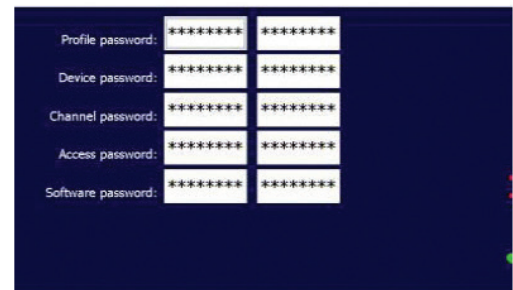 Profile password: ******** ********
Device password: ******** ********
Channel password: ******** ********
Access password: ******** ********
Software password: ******** ********